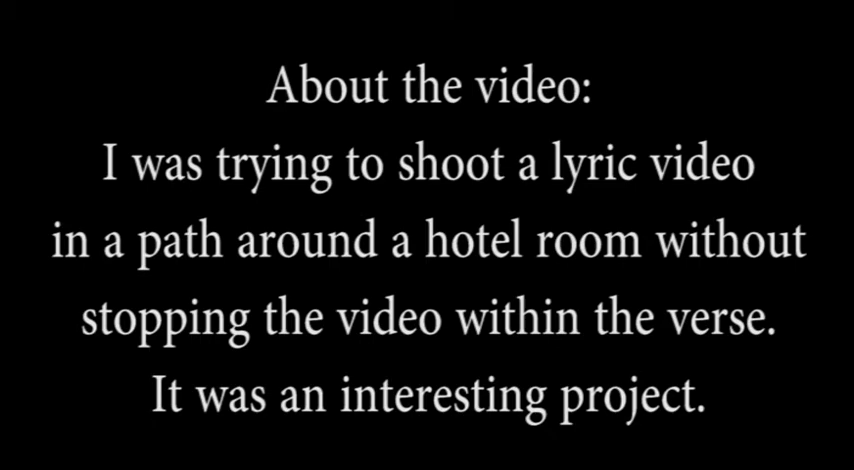 About the video:
I was trying to shoot a lyric video
in a path around a hotel room without
stopping the video within the verse.
It was an interesting project.